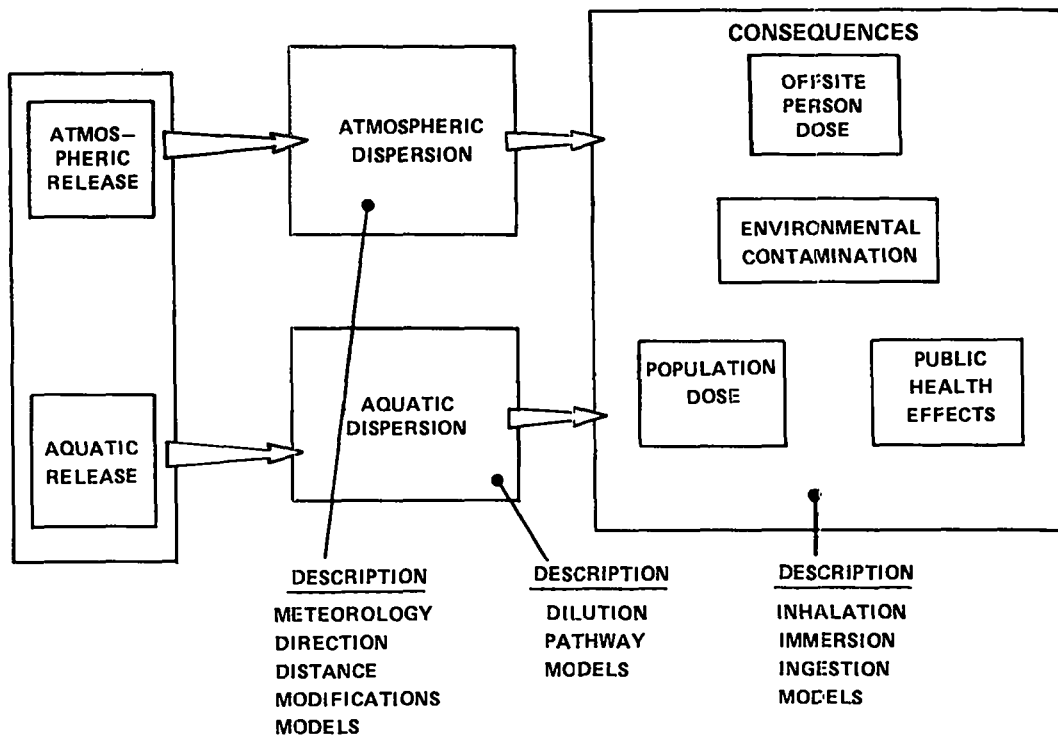 ATMOS–
PHERIC
RELEASE
AQUATIC
RELEASE
ATMOSPHERIC
DISPERSION
AQUATIC
DISPERSION
CONSEQUENCES
OFFSITE
PERSON
DOSE
ENVIRONMENTAL
CONTAMINATION
POPULATION
DOSE
PUBLIC
HEALTH
EFFECTS
DESCRIPTION
METEOROLOGY
DIRECTION
DISTANCE
MODIFICATIONS
MODELS
DESCRIPTION
DILUTION
PATHWAY
MODELS
DESCRIPTION
INHALATION
IMMERSION
INGESTION
MODELS